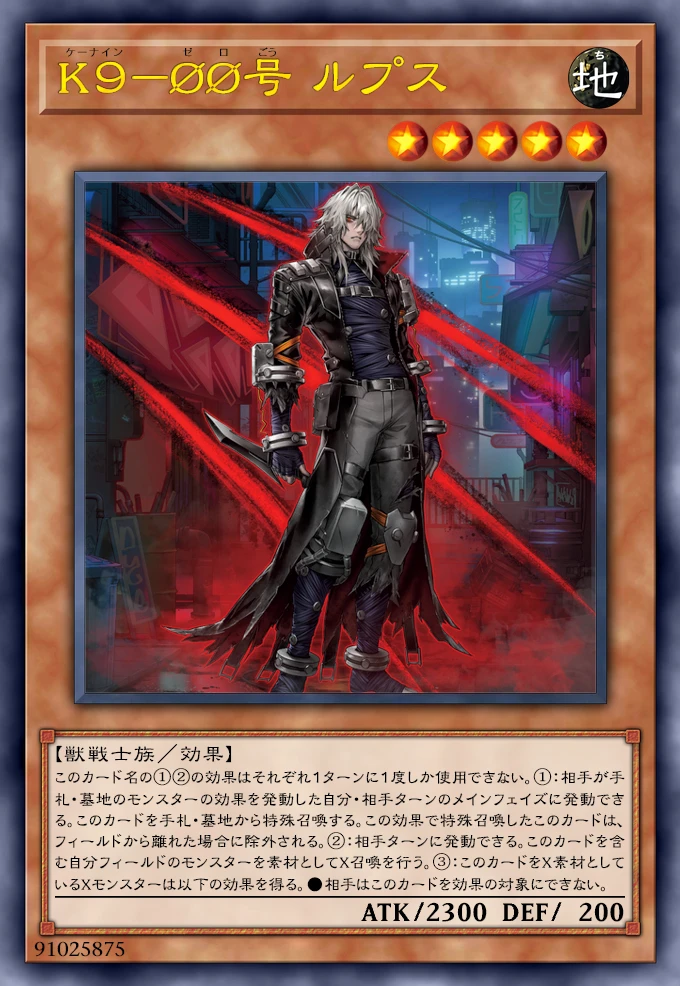 ケーナイン ゼロ ごう
K9－ØØ号 ルプス
ち
地
【獣戦士族／効果】
このカード名の①②の効果はそれぞれ1ターンに1度しか使用できない。①：相手が手
札・墓地のモンスターの効果を発動した自分・相手ターンのメインフェイズに発動でき
る。このカードを手札・墓地から特殊召喚する。この効果で特殊召喚したこのカードは、
フィールドから離れた場合に除外される。②：相手ターンに発動できる。このカードを含
む自分フィールドのモンスターを素材としてX召喚を行う。③：このカードをX素材として
いるXモンスターは以下の効果を得る。●相手はこのカードを効果の対象にできない。
ATK/2300 DEF/ 200
91025875